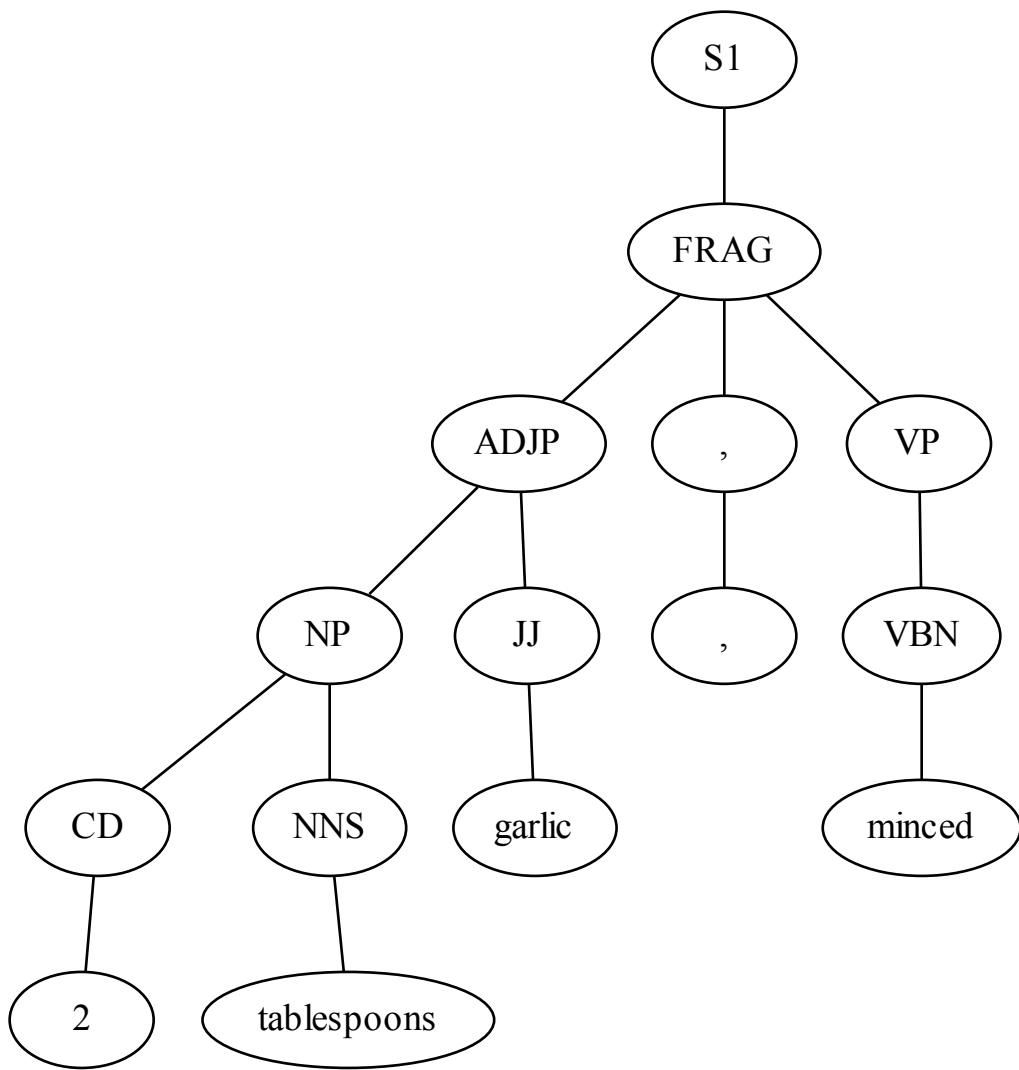 S1
FRAG
ADJP , VP
NP JJ , VBN
CD NNS garlic minced
2 tablespoons